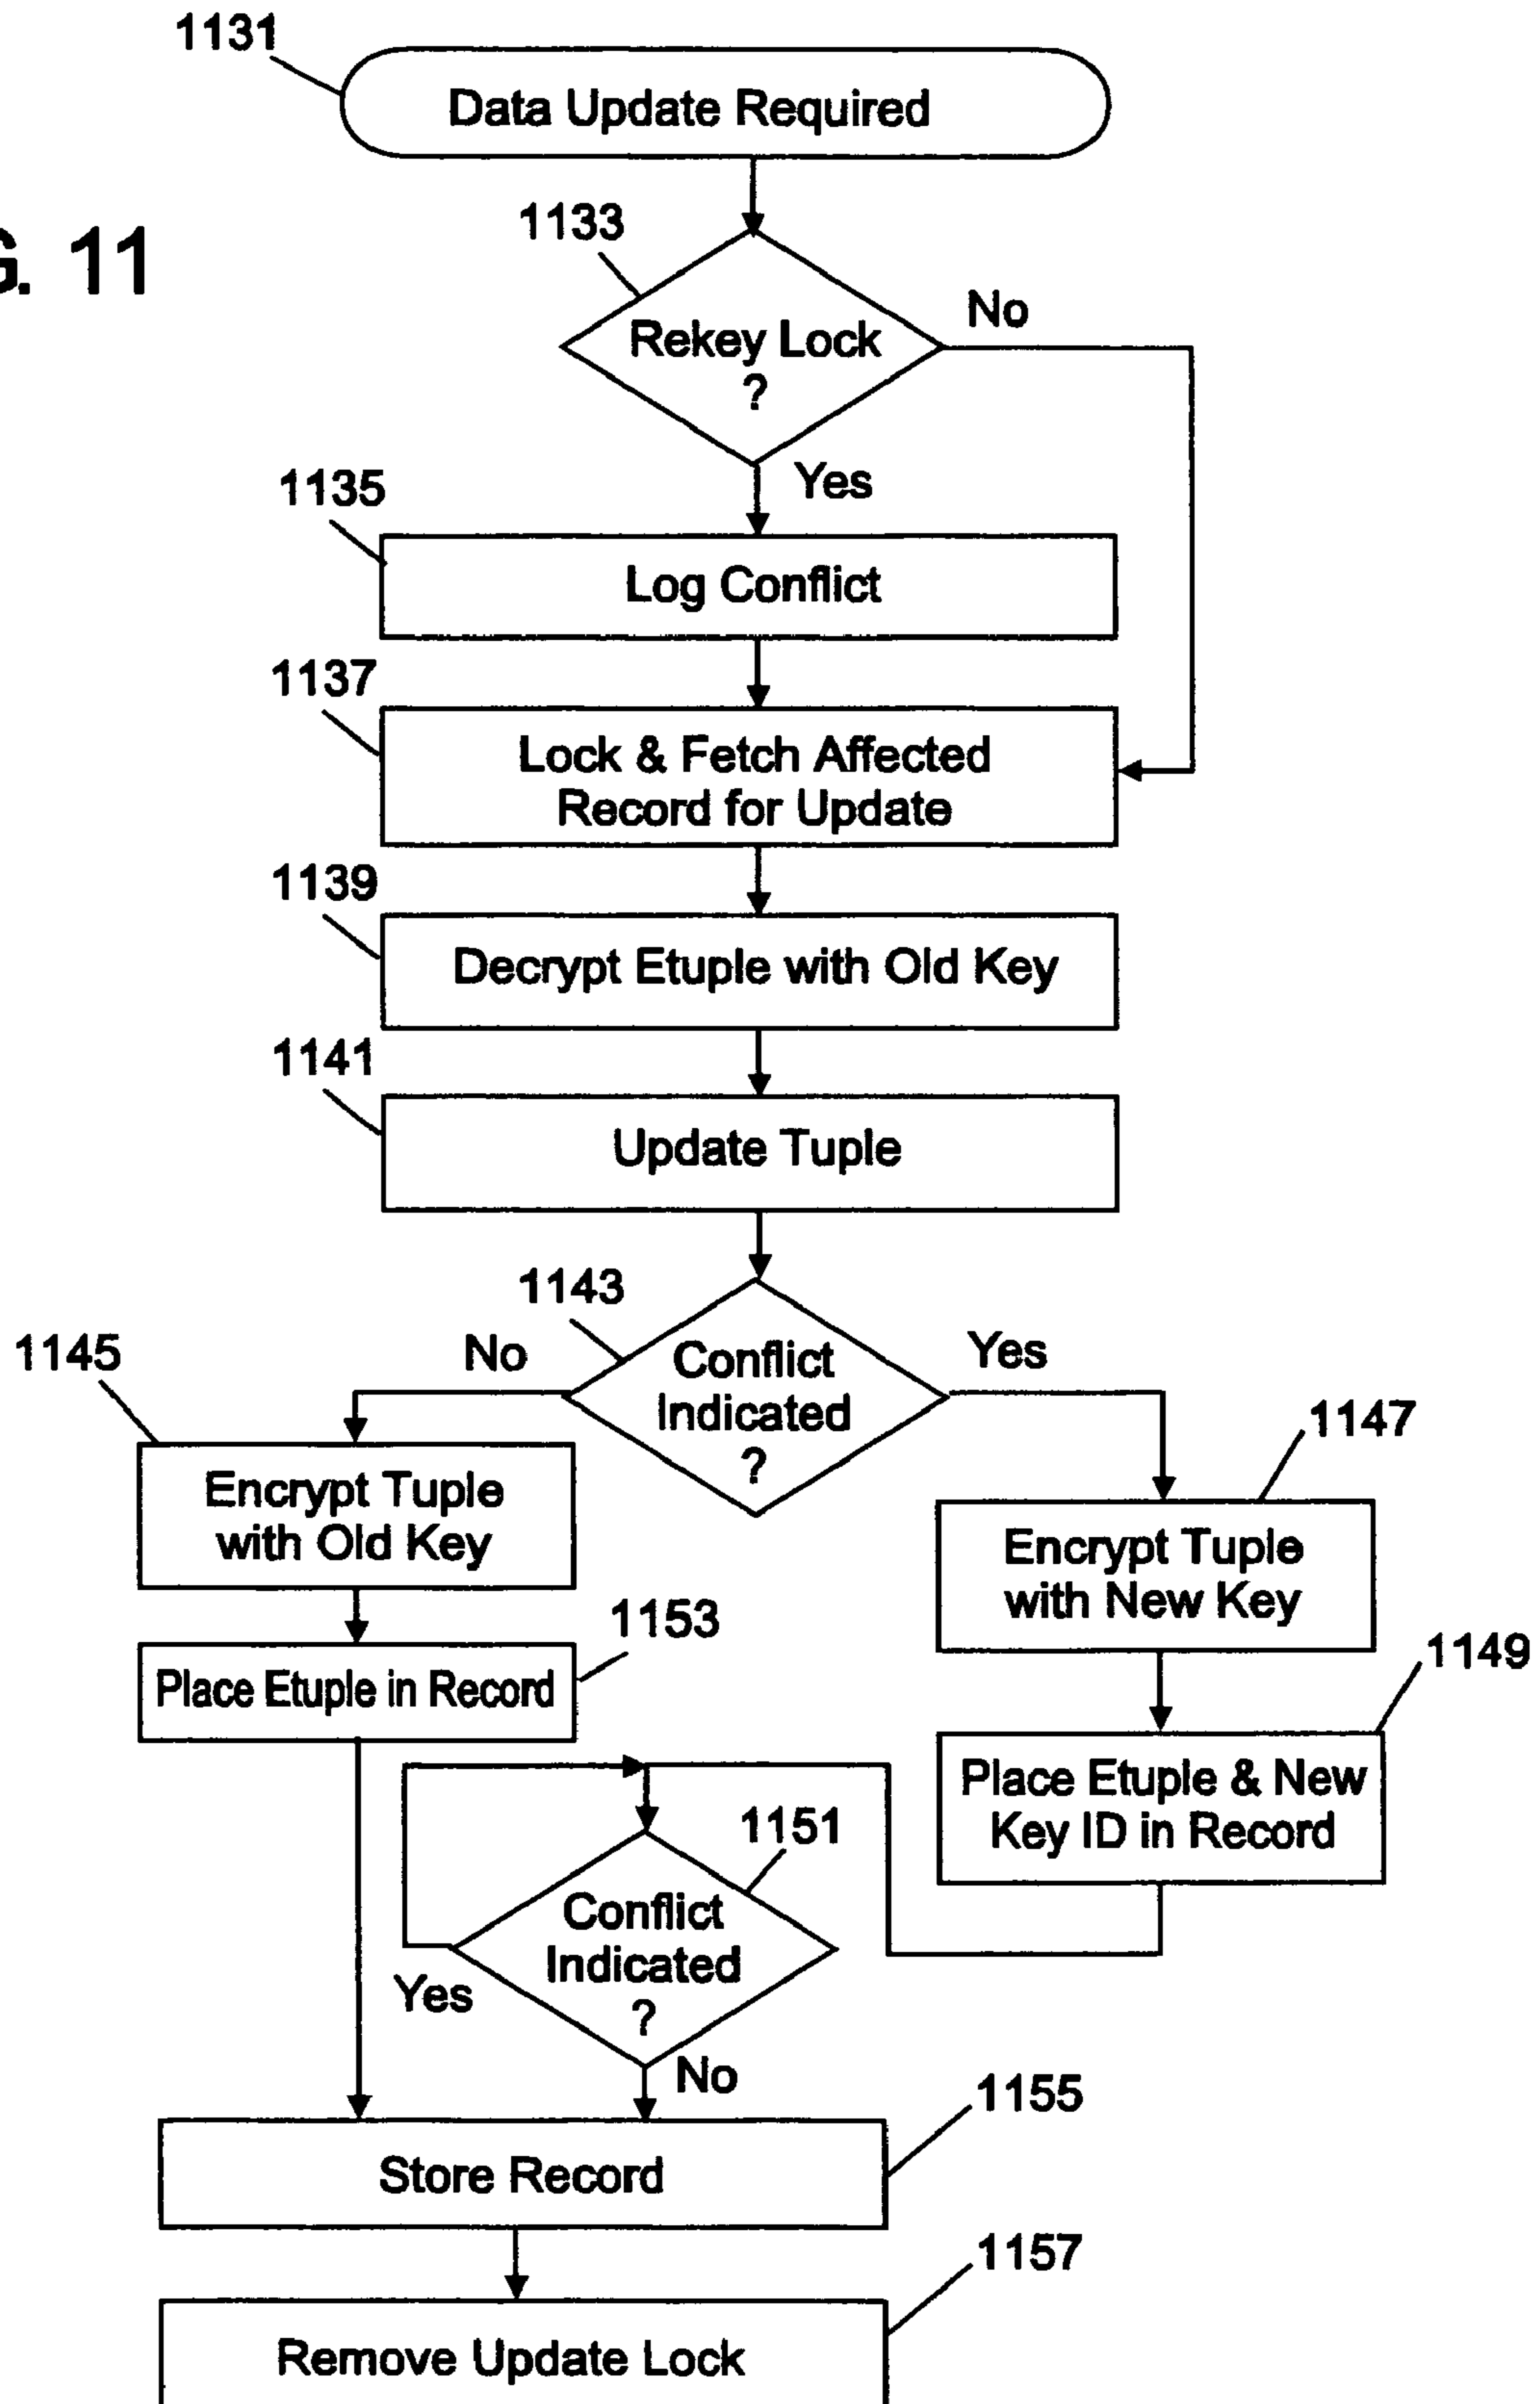 1131
Data Update Required
G. 11
1133
No
Rekey Lock
?
Yes
1135
Log Conflict
1137
Lock & Fetch Affected
Record for Update
1139
Decrypt Etuple with Old Key
1141
Update Tuple
1143
1145
No
Conflict
Indicated
?
Yes
1147
Encrypt Tuple
with Old Key
Encrypt Tuple
with New Key
1153
Place Etuple in Record
1149
Place Etuple & New
Key ID in Record
1151
Conflict
Indicated
?
Yes
No
1155
Store Record
1157
Remove Update Lock